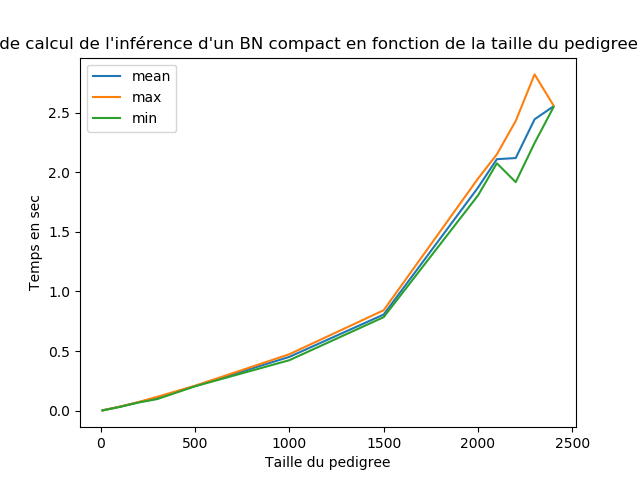 de calcul de l'inférence d'un BN compact en fonction de la taille du pedigree
mean
max
min
2.5
2.0
1.5
1.0
0.5
0.0
Temps en sec
0 500 1000 1500 2000 2500
Taille du pedigree